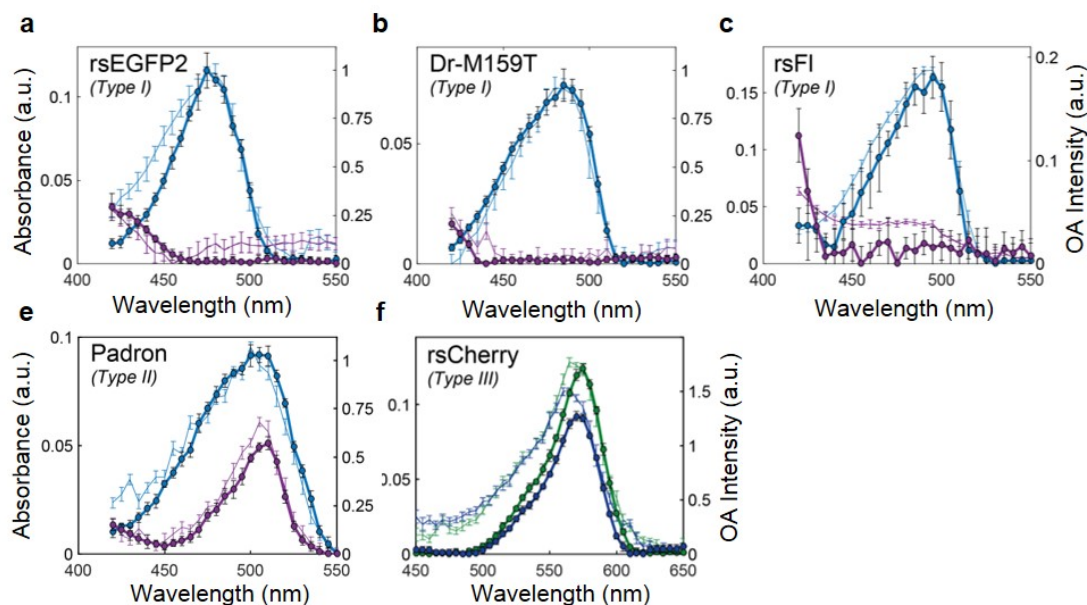 a
rsEGFP2
(Type I)
Absorbance (a.u.)
0.1
0.05
0
1
0.75
0.5
0.25
0
400
450
500
550
Wavelength (nm)
b
Dr-M159T
(Type I)
0.05
0
1
0.75
0.5
0.25
0
400
450
500
550
Wavelength (nm)
c
rsFI
(Type I)
0.15
0.1
0.05
0
0.2
0.1
0
OA Intensity (a.u.)
400
450
500
550
Wavelength (nm)
e
Padron
(Type II)
Absorbance (a.u.)
0.1
0.05
0
1
0.75
0.5
0.25
0
400
450
500
550
Wavelength (nm)
f
rsCherry
(Type III)
0.1
0.05
0
1.5
1
0.5
0
OA Intensity (a.u.)
450
500
550
600
650
Wavelength (nm)